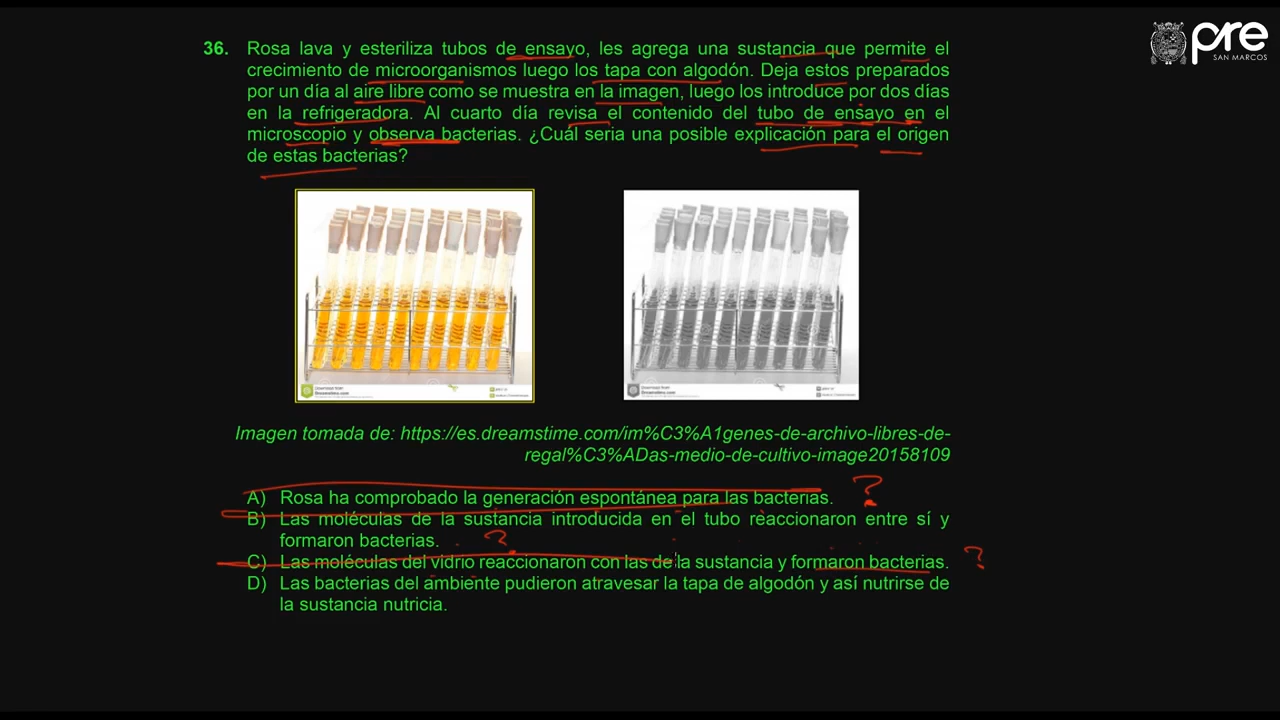 pre
SAN MARCOS
36. Rosa lava y esteriliza tubos de ensayo, les agrega una sustancia que permite el
crecimiento de microorganismos luego los tapa con algodón. Deja estos preparados
por un día al aire libre como se muestra en la imagen, luego los introduce por dos días
en la refrigeradora. Al cuarto día revisa el contenido del tubo de ensayo en el
microscopio y observa bacterias. ¿Cuál seria una posible explicación para el origen
de estas bacterias?
Dreamstime.com
Dreamstime.com
Imagen tomada de: https://es.dreamstime.com/im%C3%A1genes-de-archivo-libres-de-
regal%C3%ADas-medio-de-cultivo-image20158109
A) Rosa ha comprobado la generación espontánea para las bacterias. ?
B) Las moléculas de la sustancia introducida en el tubo reaccionaron entre sí y
formaron bacterias. ?
C) Las moléculas del vidrio reaccionaron con las de la sustancia y formaron bacterias. ?
D) Las bacterias del ambiente pudieron atravesar la tapa de algodón y así nutrirse de
la sustancia nutricia.